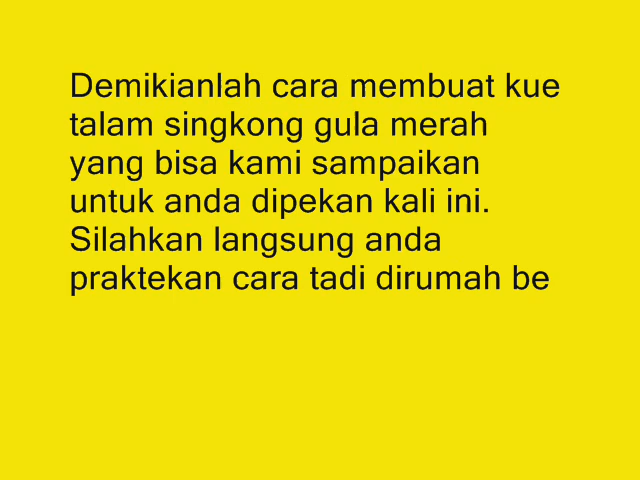 Demikianlah cara membuat kue
talam singkong gula merah
yang bisa kami sampaikan
untuk anda dipekan kali ini.
Silahkan langsung anda
praktekan cara tadi dirumah be